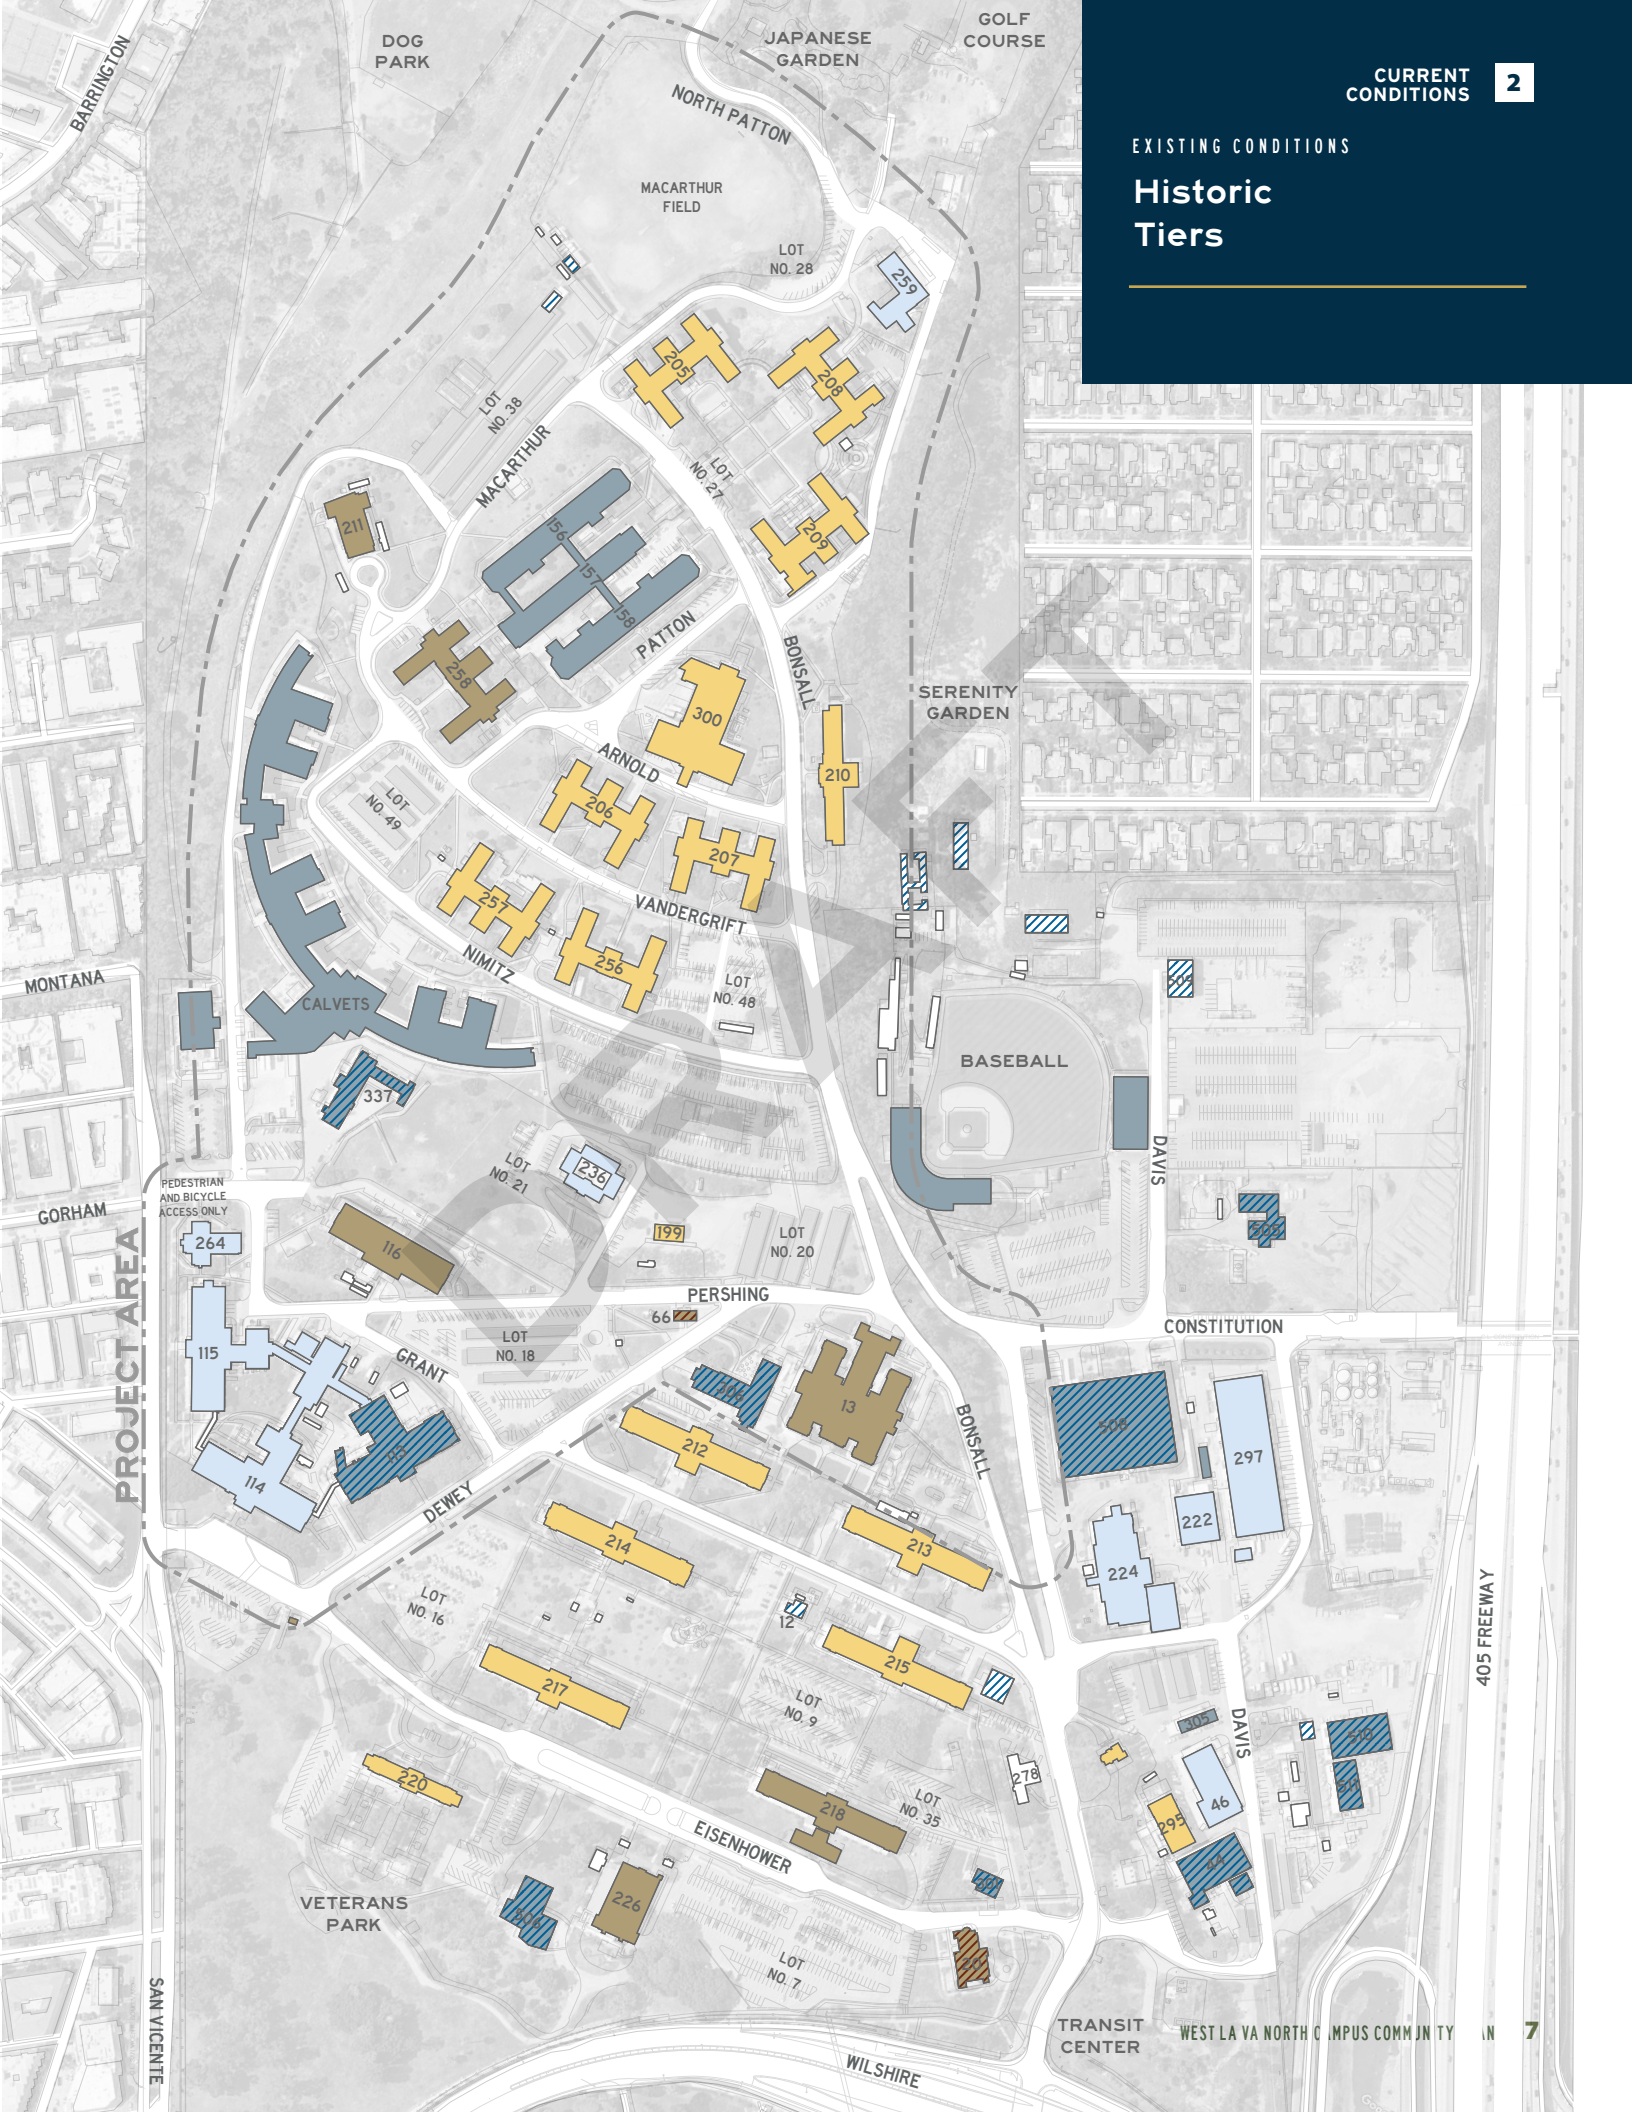 CURRENT
CONDITIONS
2
EXISTING CONDITIONS
Historic
Tiers
DOG
PARK
JAPANESE
GARDEN
GOLF
COURSE
BARRINGTON
NORTH PATTON
MACARTHUR
FIELD
LOT
NO. 28
259
205
208
LOT
NO. 38
MACARTHUR
LOT
NO. 27
211
156
157
158
209
PATTON
BONSALL
258
300
SERENITY
GARDEN
ARNOLD
210
LOT
NO. 49
206
207
257
VANDERGRIFT
256
NIMITZ
LOT
NO. 48
MONTANA
CALVETS
BASEBALL
337
DAVIS
LOT
NO. 21
236
PEDESTRIAN
AND BICYCLE
ACCESS ONLY
GORHAM
264
116
199
LOT
NO. 20
PERSHING
66
CONSTITUTION
PROJECT AREA
115
GRANT
LOT
NO. 18
13
BONSALL
297
212
114
DEWEY
222
214
213
224
LOT
NO. 16
12
405 FREEWAY
215
217
LOT
NO. 9
305
DAVIS
278
220
46
218
LOT
NO. 35
295
EISENHOWER
44
VETERANS
PARK
226
LOT
NO. 7
SAN VICENTE
TRANSIT
CENTER
WILSHIRE
DRAFT
WEST LA VA NORTH
7